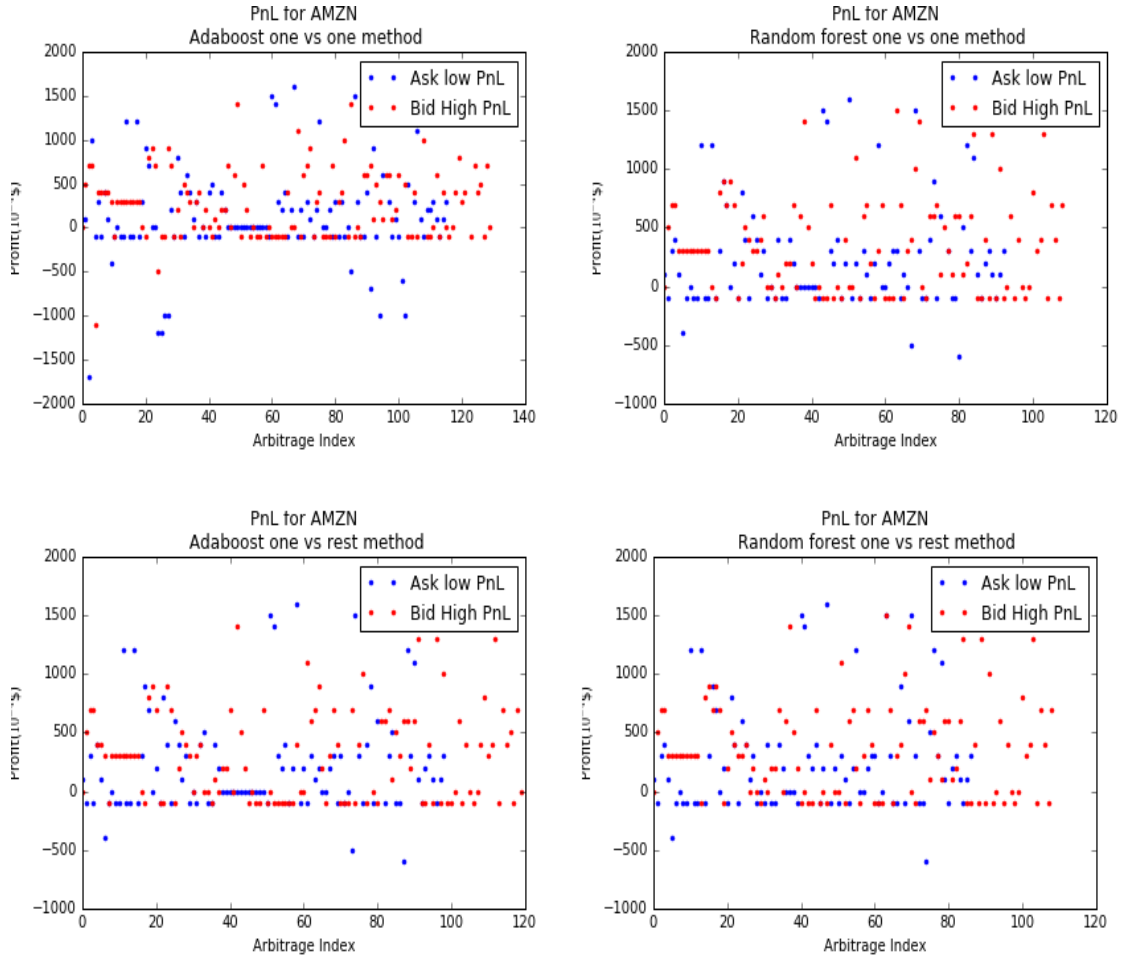 PnL for AMZN
Adaboost one vs one method
2000
1500
1000
500
0
−500
−1000
−1500
−2000
0 20 40 60 80 100 120 140
Arbitrage Index
Ask low PnL
Bid High PnL
PnL for AMZN
Random forest one vs one method
2000
1500
1000
500
0
−500
−1000
0 20 40 60 80 100 120
Arbitrage Index
Ask low PnL
Bid High PnL
PnL for AMZN
Adaboost one vs rest method
2000
1500
1000
500
0
−500
−1000
0 20 40 60 80 100 120
Arbitrage Index
Ask low PnL
Bid High PnL
PnL for AMZN
Random forest one vs rest method
2000
1500
1000
500
0
−500
−1000
0 20 40 60 80 100 120
Arbitrage Index
Ask low PnL
Bid High PnL